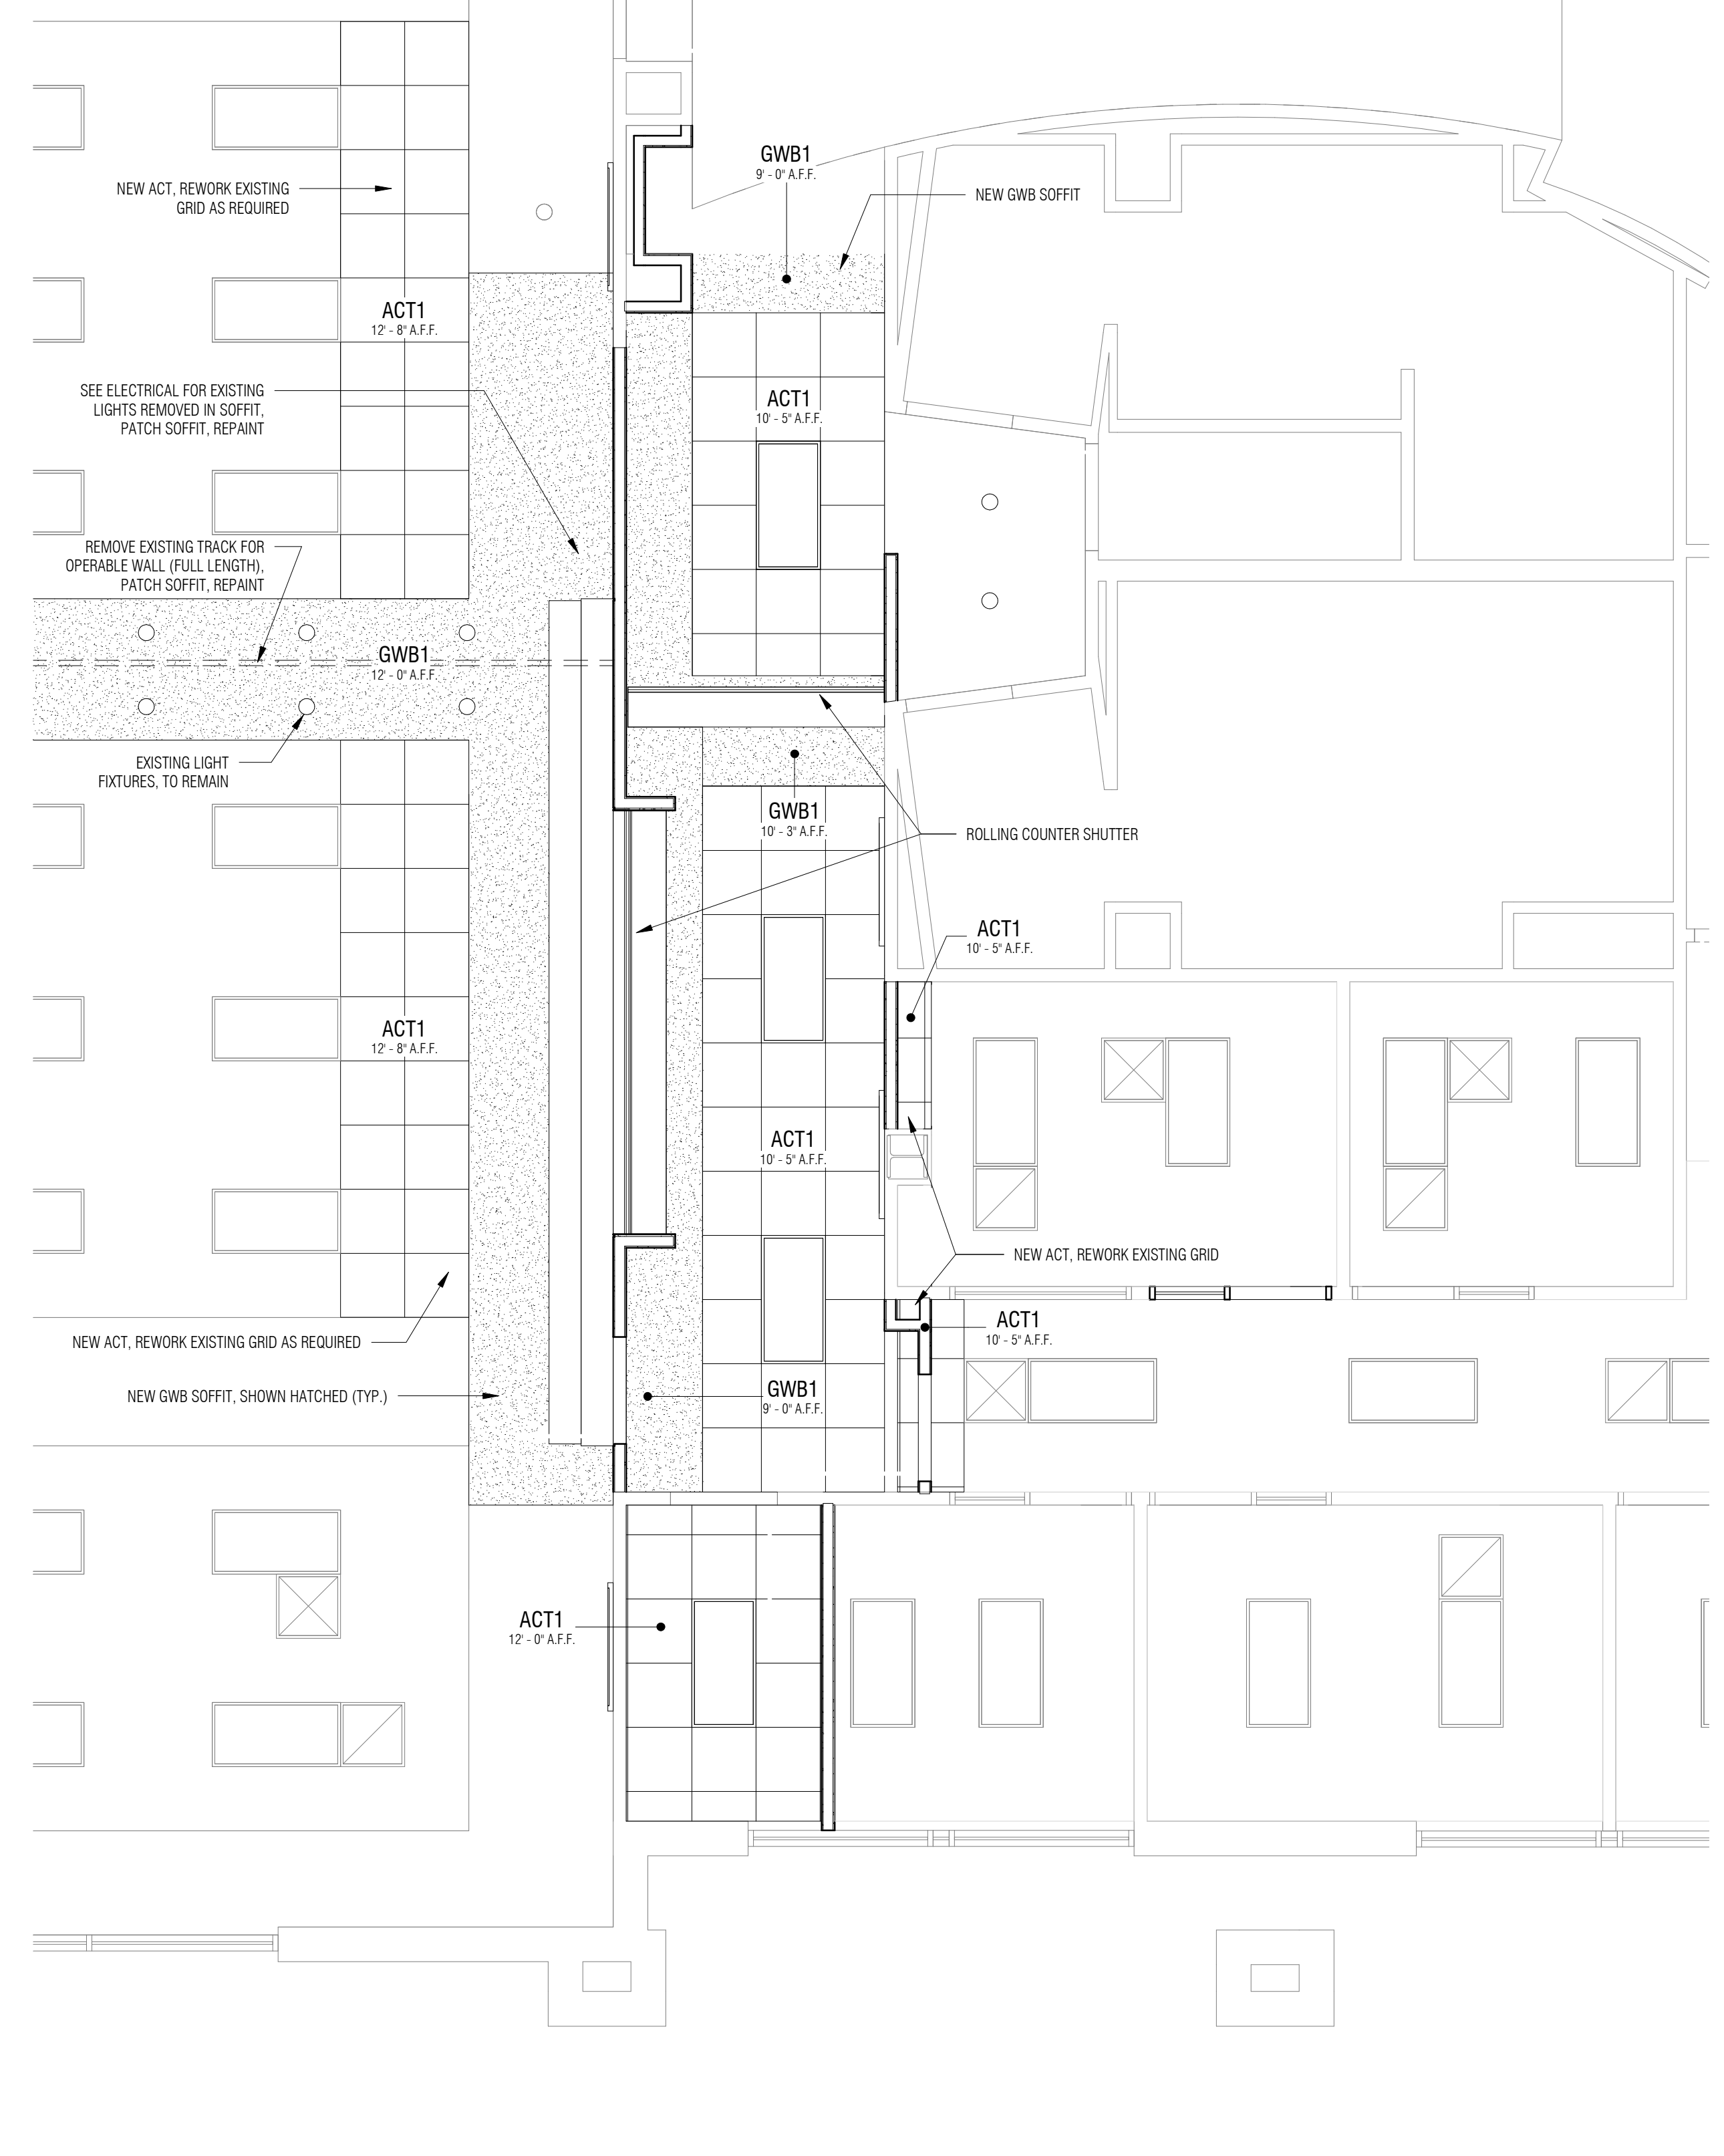 GWB1
9' - 0" A.F.F.
NEW ACT, REWORK EXISTING
GRID AS REQUIRED
NEW GWB SOFFIT
ACT1
12' - 8" A.F.F.
SEE ELECTRICAL FOR EXISTING
LIGHTS REMOVED IN SOFFIT,
PATCH SOFFIT, REPAINT
ACT1
10' - 5" A.F.F.
REMOVE EXISTING TRACK FOR
OPERABLE WALL (FULL LENGTH),
PATCH SOFFIT, REPAINT
GWB1
12' - 0" A.F.F.
EXISTING LIGHT
FIXTURES, TO REMAIN
GWB1
10' - 3" A.F.F.
ROLLING COUNTER SHUTTER
ACT1
10' - 5" A.F.F.
ACT1
12' - 8" A.F.F.
ACT1
10' - 5" A.F.F.
NEW ACT, REWORK EXISTING GRID
ACT1
10' - 5" A.F.F.
NEW ACT, REWORK EXISTING GRID AS REQUIRED
NEW GWB SOFFIT, SHOWN HATCHED (TYP.)
GWB1
9' - 0" A.F.F.
ACT1
12' - 0" A.F.F.